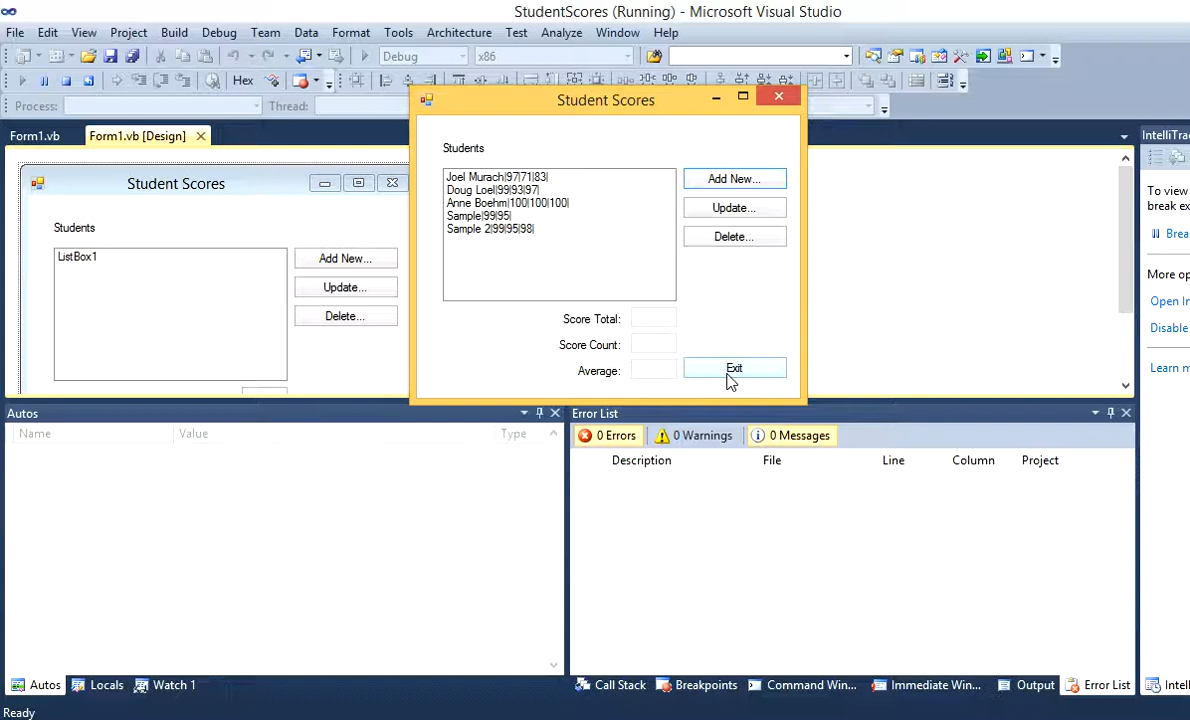 StudentScores (Running) - Microsoft Visual Studio
File Edit View Project Build Debug Team Data Format Tools Architecture Test Analyze Window Help
Debug x86
Hex
Process: Thread:
Form1.vb Form1.vb [Design]
Student Scores
Students
ListBox1
Add New...
Update...
Delete...
Student Scores
Students
Joel Murach|97|71|83|
Doug Loel|99|93|97|
Anne Boehm|100|100|100|
Sample|99|95|
Sample 2|99|95|98|
Add New...
Update...
Delete...
Score Total:
Score Count:
Average:
Exit
To view
break ex
More op
Open In
Disable
Learn m
Autos
Name Value Type
Error List
0 Errors 0 Warnings 0 Messages
Description File Line Column Project
Autos Locals Watch 1
Call Stack Breakpoints Command Win... Immediate Win... Output Error List
Ready